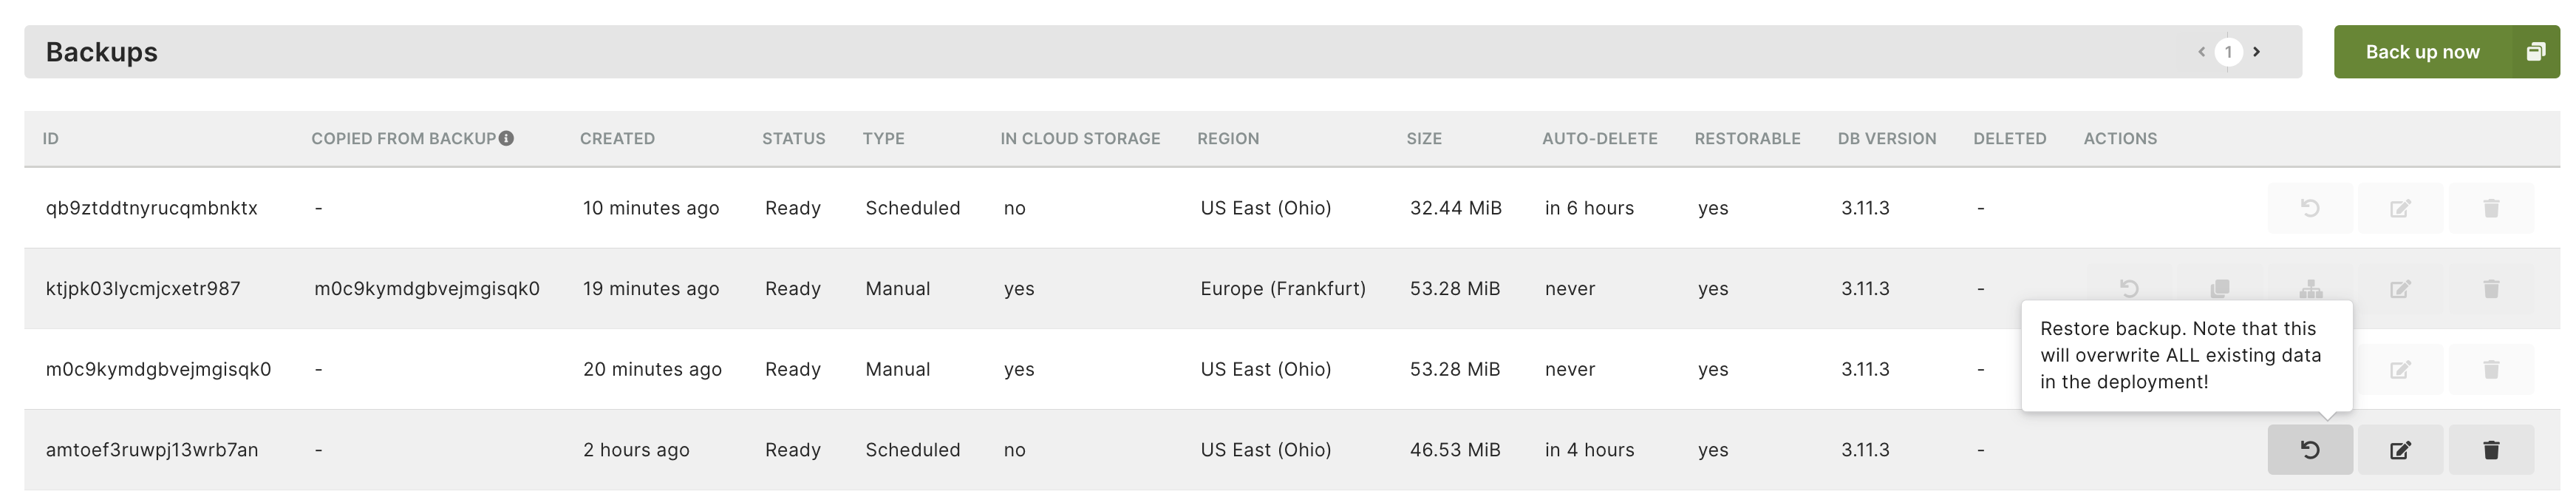 Backups
1
Back up now
ID COPIED FROM BACKUP CREATED STATUS TYPE IN CLOUD STORAGE REGION SIZE AUTO-DELETE RESTORABLE DB VERSION DELETED ACTIONS
qb9ztddtnyrucqmbnktx - 10 minutes ago Ready Scheduled no US East (Ohio) 32.44 MiB in 6 hours yes 3.11.3 -
ktjpk03lycmjcxetr987 m0c9kymdgbvejmgisqk0 19 minutes ago Ready Manual yes Europe (Frankfurt) 53.28 MiB never yes 3.11.3 -
m0c9kymdgbvejmgisqk0 - 20 minutes ago Ready Manual yes US East (Ohio) 53.28 MiB never yes 3.11.3 -
Restore backup. Note that this
will overwrite ALL existing data
in the deployment!
amtoef3ruwpj13wrb7an - 2 hours ago Ready Scheduled no US East (Ohio) 46.53 MiB in 4 hours yes 3.11.3 -